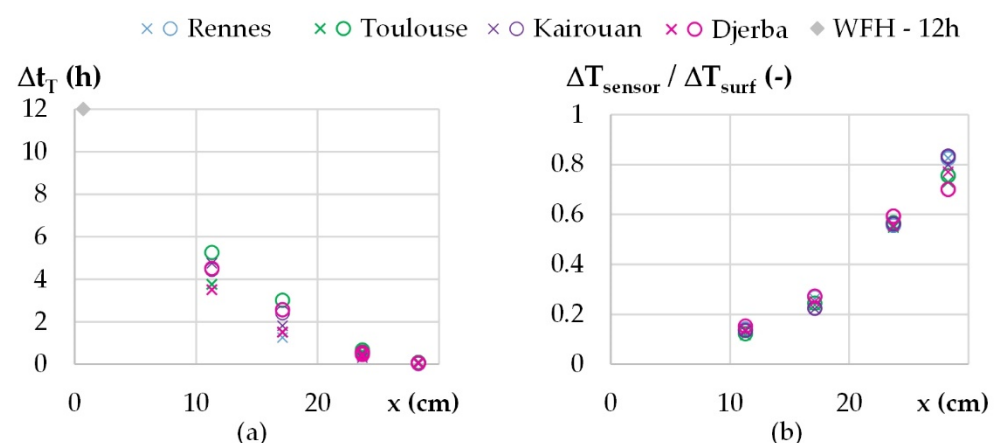 × ○ Rennes × ○ Toulouse × ○ Kairouan × ○ Djerba ◆ WFH - 12h
Δt_T (h)
12
10
8
6
4
2
0
0 10 20 x (cm)
(a)
ΔT_sensor / ΔT_surf (-)
1
0.8
0.6
0.4
0.2
0
0 10 20 x (cm)
(b)